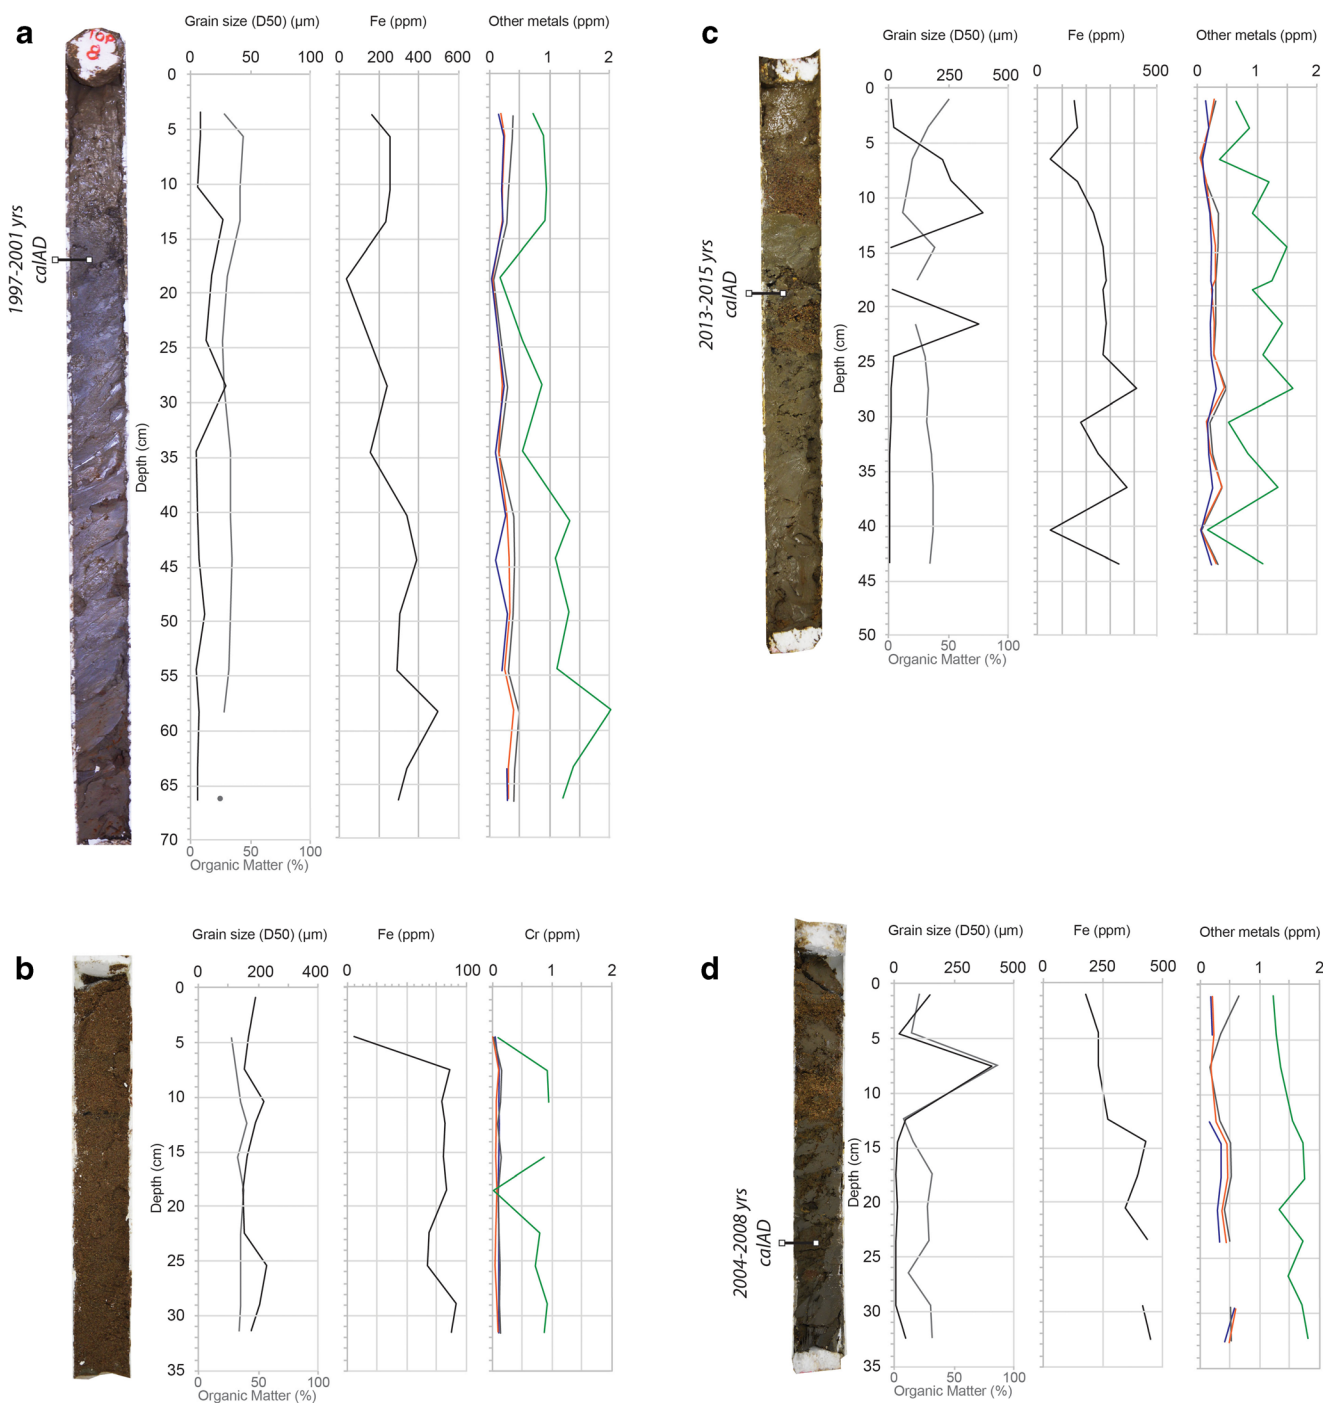 a
TOP
8
1997-2001 yrs
calAD
Grain size (D50) (µm)
Fe (ppm)
Other metals (ppm)
0 50 100
0 200 400 600
0 1 2
0
5
10
15
20
25
30
35
40
45
50
55
60
65
70
Depth (cm)
0 50 100
Organic Matter (%)
c
2013-2015 yrs
calAD
Grain size (D50) (µm)
Fe (ppm)
Other metals (ppm)
0 250 500
0 500
0 1 2
0
5
10
15
20
25
30
35
40
45
50
Depth (cm)
0 50 100
Organic Matter (%)
b
Grain size (D50) (µm)
Fe (ppm)
Cr (ppm)
0 200 400
0 100
0 1 2
0
5
10
15
20
25
30
35
Depth (cm)
0 50 100
Organic Matter (%)
d
2004-2008 yrs
calAD
Grain size (D50) (µm)
Fe (ppm)
Other metals (ppm)
0 250 500
0 250 500
0 1 2
0
5
10
15
20
25
30
35
Depth (cm)
0 50 100
Organic Matter (%)